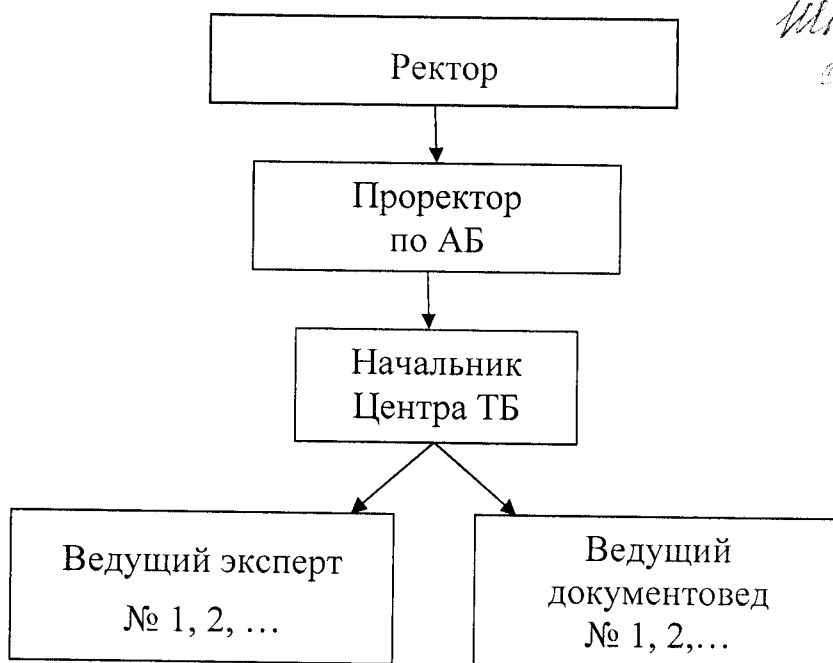 Ректор
Проректор
по АБ
Начальник
Центра ТБ
Ведущий эксперт
№ 1, 2, …
Ведущий
документовед
№ 1, 2,…